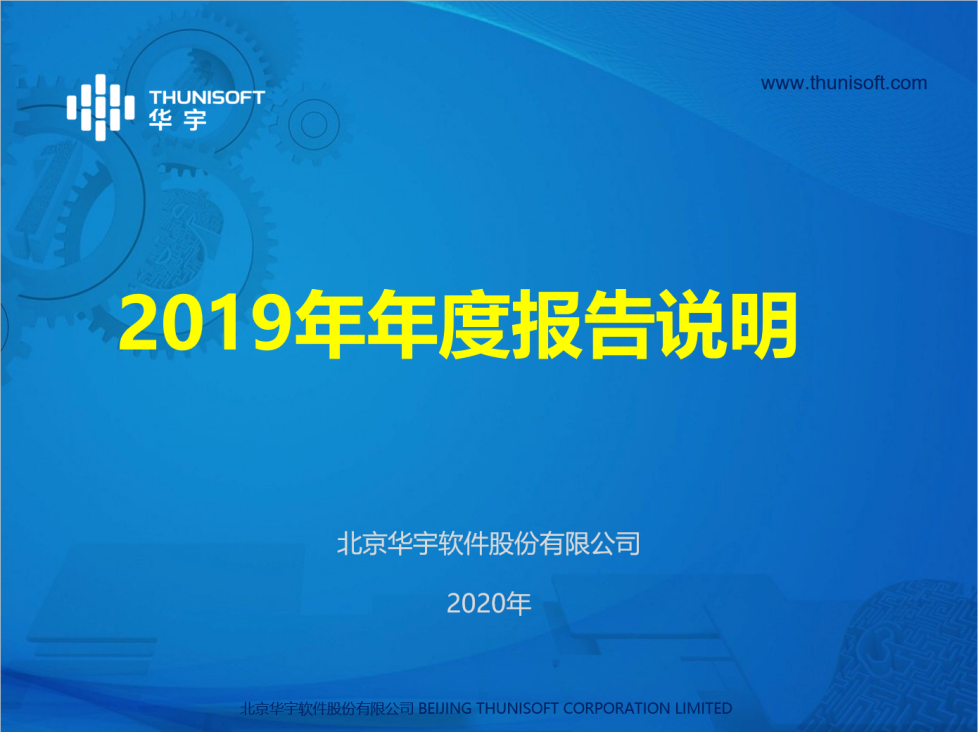 THUNISOFT
华宇
www.thunisoft.com
2019年年度报告说明
北京华宇软件股份有限公司
2020年
北京华宇软件股份有限公司 BEIJING THUNISOFT CORPORATION LIMITED